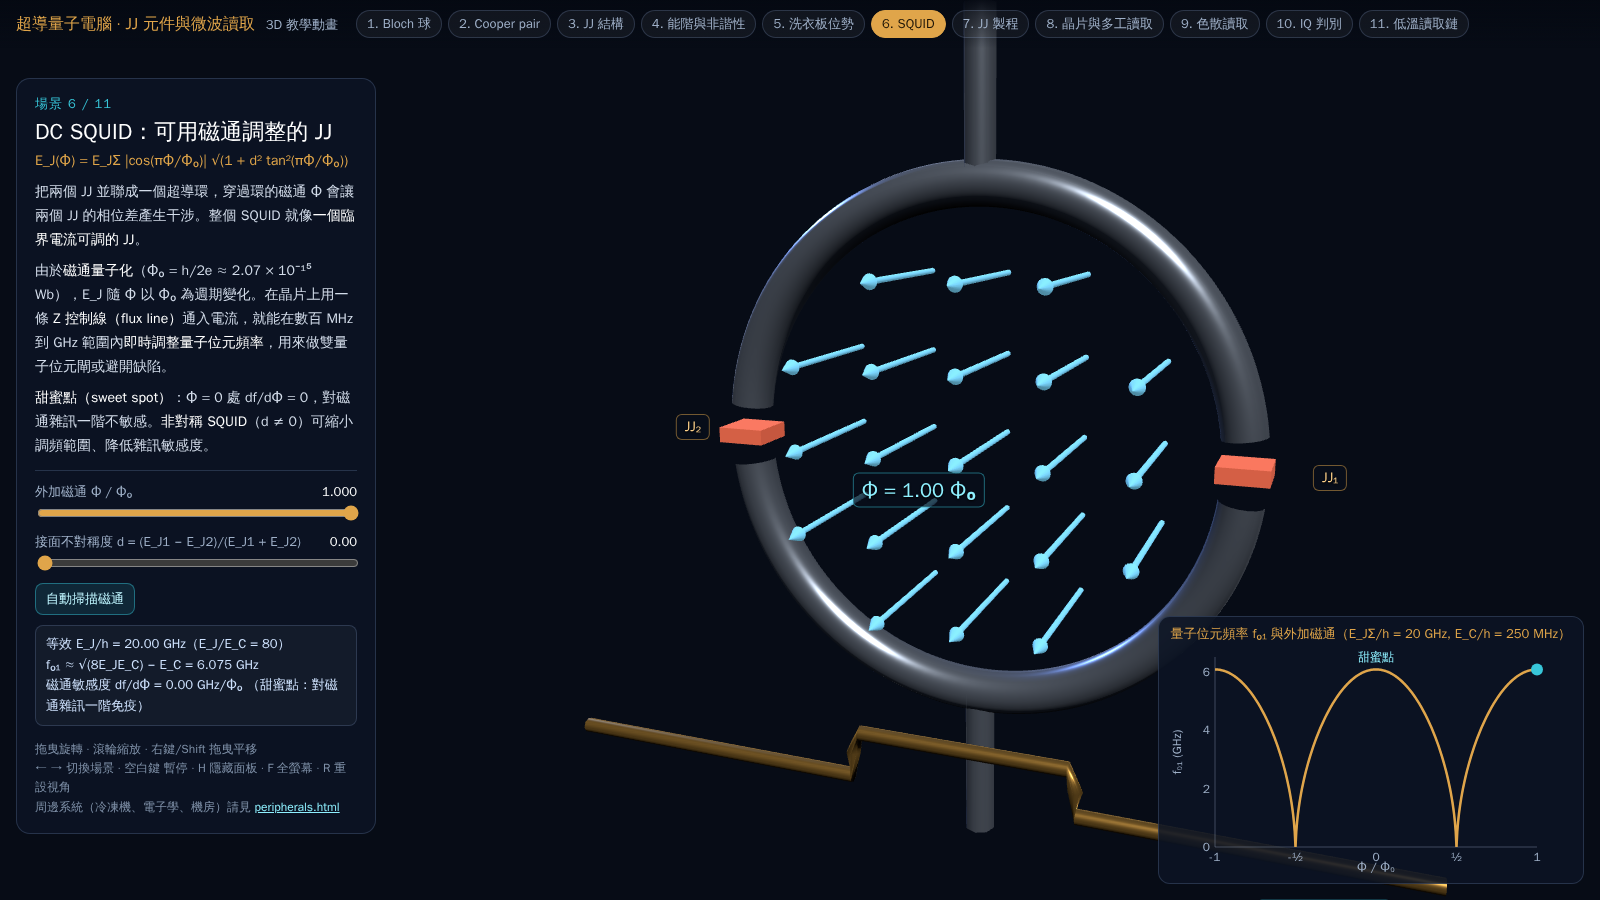 超導量子電腦 · JJ 元件與微波讀取 3D 教學動畫 1. Bloch 球 2. Cooper pair 3. JJ 結構 4. 能階與非諧性 5. 洗衣板位勢 6. SQUID 7. JJ 製程 8. 晶片與多工讀取 9. 色散讀取 10. IQ 判別 11. 低溫讀取鏈
場景 6 / 11
DC SQUID：可用磁通調整的 JJ
E_J(Φ) = E_JΣ |cos(πΦ/Φ₀)| √(1 + d² tan²(πΦ/Φ₀))
把兩個 JJ 並聯成一個超導環，穿過環的磁通 Φ 會讓
兩個 JJ 的相位差產生干涉。整個 SQUID 就像一個臨
界電流可調的 JJ。
由於磁通量子化（Φ₀ = h/2e ≈ 2.07 × 10⁻¹⁵
Wb），E_J 隨 Φ 以 Φ₀ 為週期變化。在晶片上用一
條 Z 控制線（flux line）通入電流，就能在數百 MHz
到 GHz 範圍內即時調整量子位元頻率，用來做雙量
子位元閘或避開缺陷。
甜蜜點（sweet spot）：Φ = 0 處 df/dΦ = 0，對磁
通雜訊一階不敏感。非對稱 SQUID（d ≠ 0）可縮小
調頻範圍、降低雜訊敏感度。
外加磁通 Φ / Φ₀ 1.000
接面不對稱度 d = (E_J1 − E_J2)/(E_J1 + E_J2) 0.00
自動掃描磁通
等效 E_J/h = 20.00 GHz（E_J/E_C = 80）
f₀₁ ≈ √(8E_JE_C) − E_C = 6.075 GHz
磁通敏感度 df/dΦ = 0.00 GHz/Φ₀ （甜蜜點：對磁
通雜訊一階免疫）
拖曳旋轉 · 滾輪縮放 · 右鍵/Shift 拖曳平移
← → 切換場景 · 空白鍵 暫停 · H 隱藏面板 · F 全螢幕 · R 重
設視角
周邊系統（冷凍機、電子學、機房）請見 peripherals.html
JJ₂
Φ = 1.00 Φ₀
JJ₁
量子位元頻率 f₀₁ 與外加磁通（E_JΣ/h = 20 GHz, E_C/h = 250 MHz）
甜蜜點
6
4
2
0
f₀₁ (GHz)
-1 -½ 0 ½ 1
Φ / Φ₀